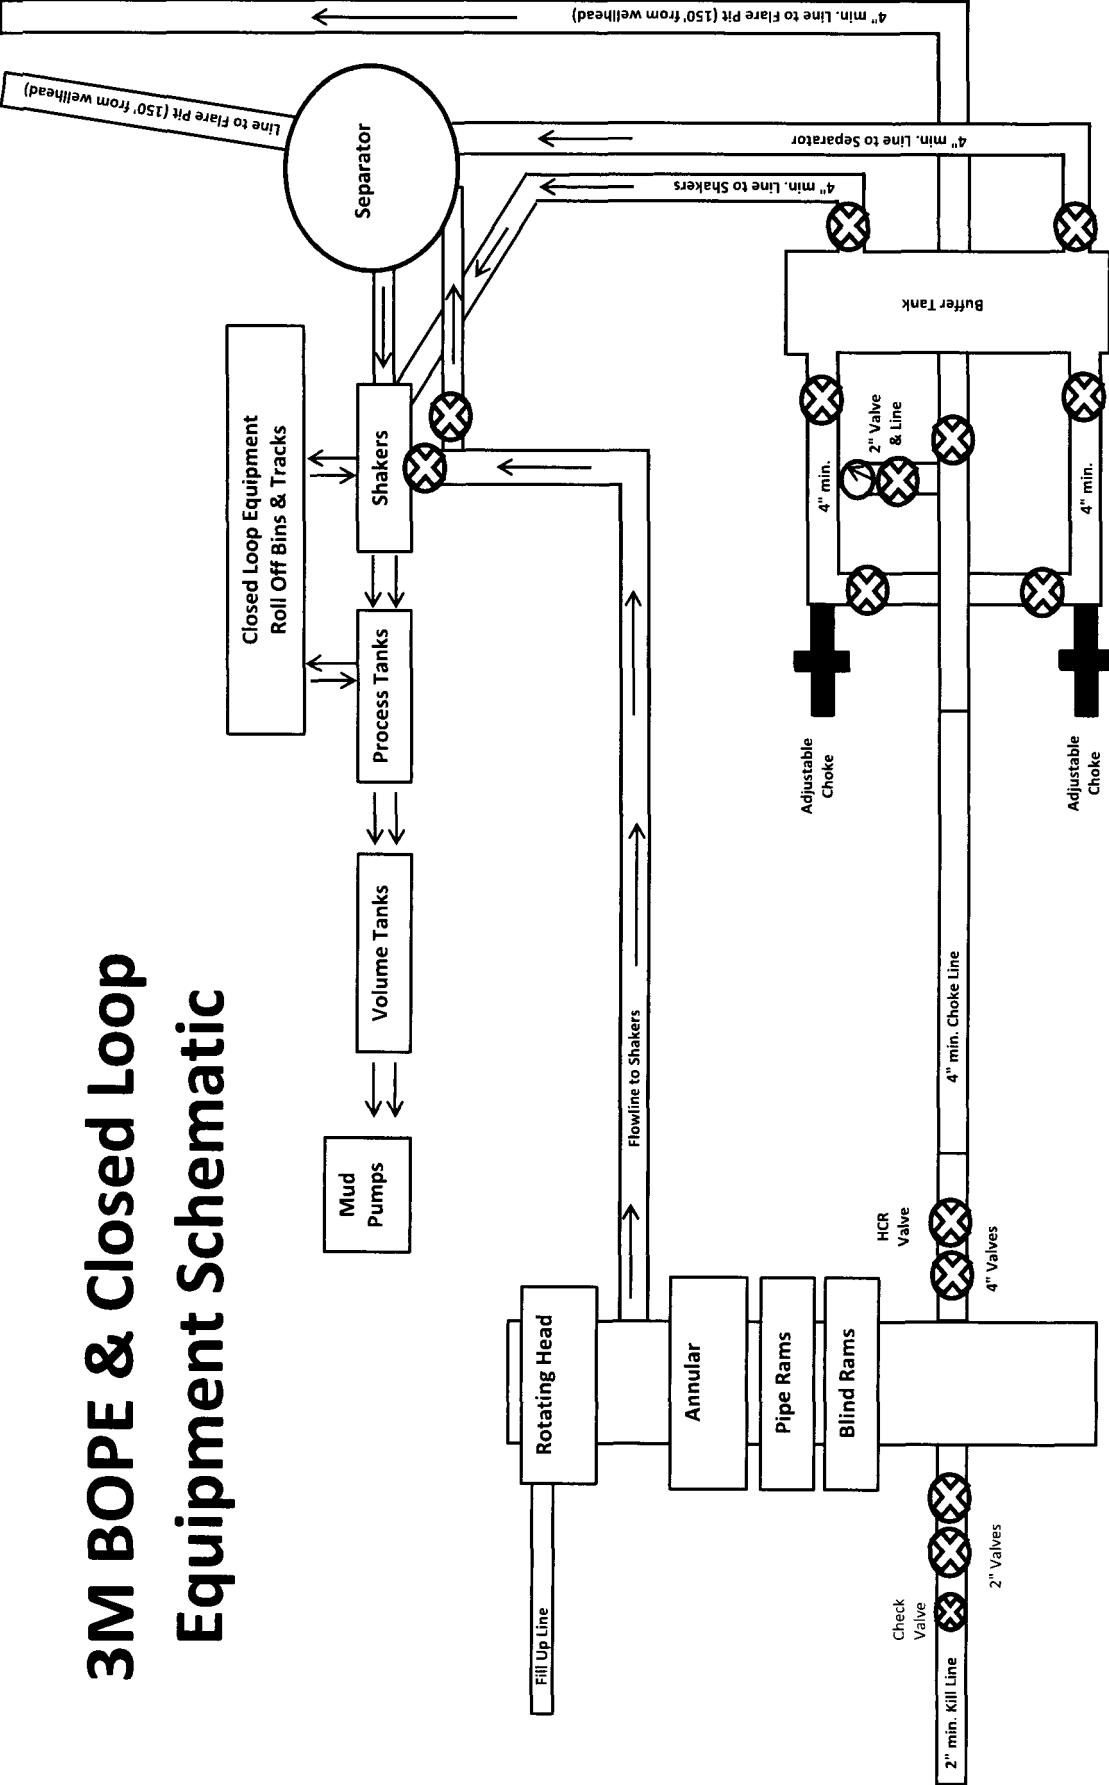 3M BOPE & Closed Loop
Equipment Schematic
Closed Loop Equipment
Roll Off Bins & Tracks
Mud
Pumps
Volume Tanks
Process Tanks
Shakers
Separator
Line to Flare Pit (150' from wellhead)
4" min. Line to Flare Pit (150' from wellhead)
Fill Up Line
Rotating Head
Flowline to Shakers
4" min. Line to Shakers
4" min. Line to Separator
Annular
Pipe Rams
Blind Rams
Adjustable
Choke
4" min.
2" Valve
& Line
HCR
Valve
4" Valves
Check
Valve
2" Valves
2" min. Kill Line
4" min. Choke Line
Buffer Tank
Adjustable
Choke
4" min.